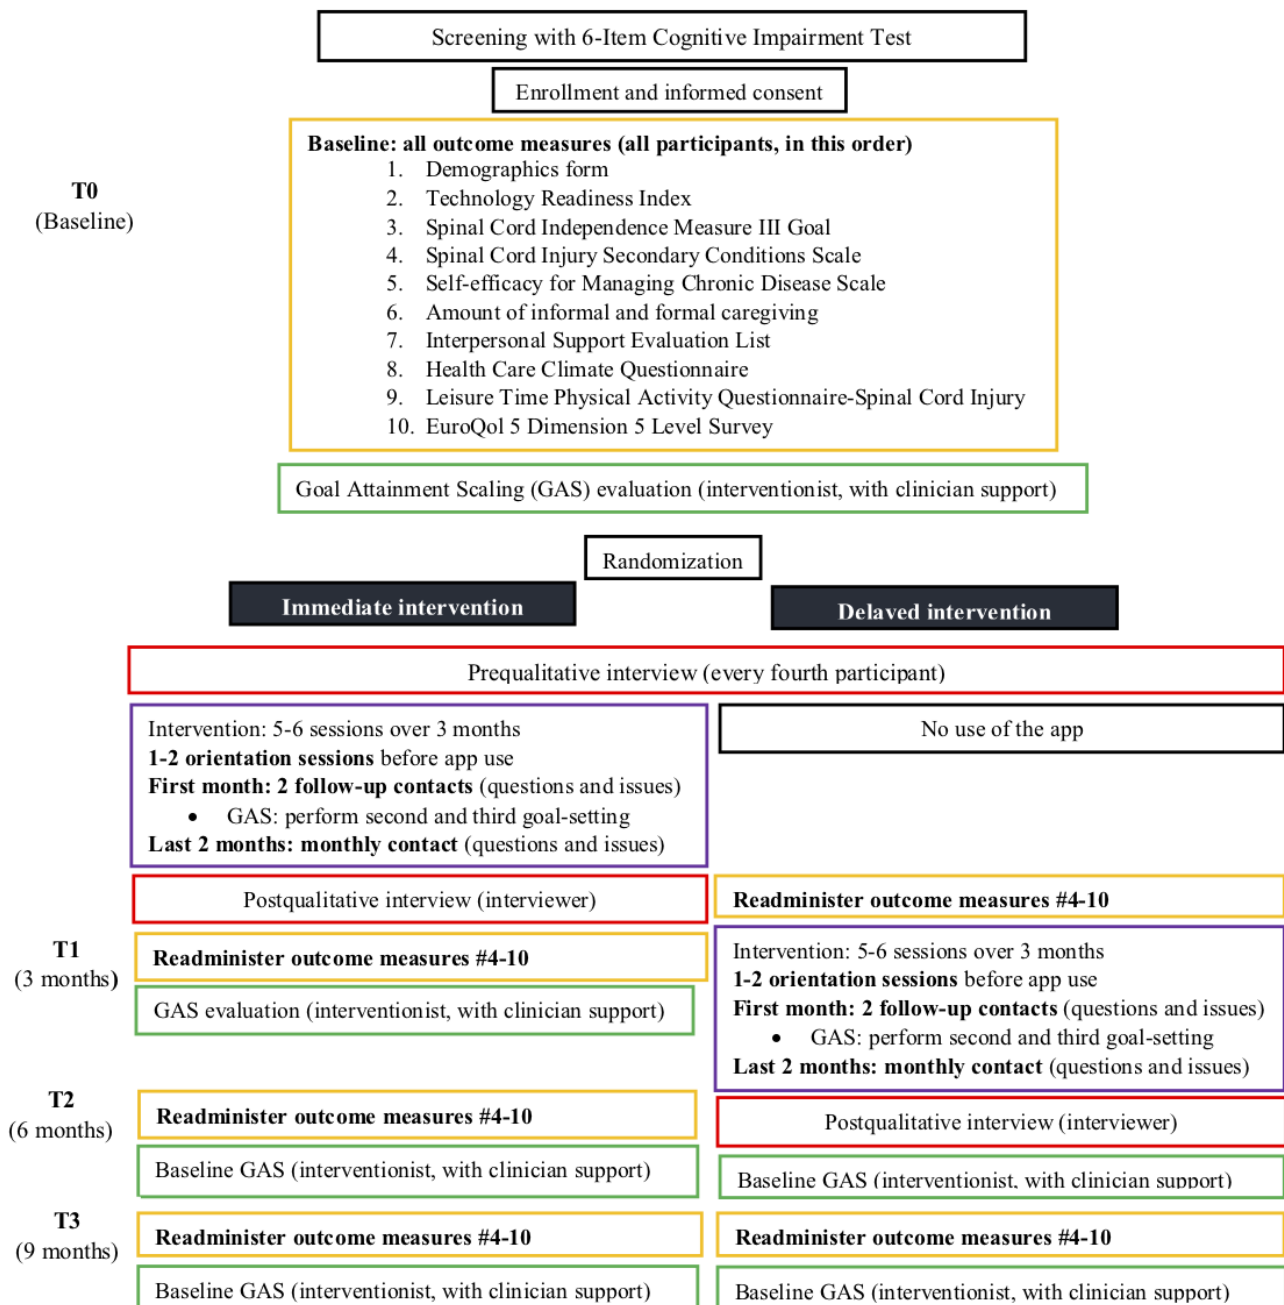 Screening with 6-Item Cognitive Impairment Test
Enrollment and informed consent
T0
(Baseline)
Baseline: all outcome measures (all participants, in this order)
1. Demographics form
2. Technology Readiness Index
3. Spinal Cord Independence Measure III Goal
4. Spinal Cord Injury Secondary Conditions Scale
5. Self-efficacy for Managing Chronic Disease Scale
6. Amount of informal and formal caregiving
7. Interpersonal Support Evaluation List
8. Health Care Climate Questionnaire
9. Leisure Time Physical Activity Questionnaire-Spinal Cord Injury
10. EuroQol 5 Dimension 5 Level Survey
Goal Attainment Scaling (GAS) evaluation (interventionist, with clinician support)
Randomization
Immediate intervention
Delayed intervention
Prequalitative interview (every fourth participant)
Intervention: 5-6 sessions over 3 months
1-2 orientation sessions before app use
First month: 2 follow-up contacts (questions and issues)
• GAS: perform second and third goal-setting
Last 2 months: monthly contact (questions and issues)
No use of the app
T1
(3 months)
Postqualitative interview (interviewer)
Readminister outcome measures #4-10
GAS evaluation (interventionist, with clinician support)
Readminister outcome measures #4-10
Intervention: 5-6 sessions over 3 months
1-2 orientation sessions before app use
First month: 2 follow-up contacts (questions and issues)
• GAS: perform second and third goal-setting
Last 2 months: monthly contact (questions and issues)
T2
(6 months)
Readminister outcome measures #4-10
Baseline GAS (interventionist, with clinician support)
Postqualitative interview (interviewer)
Baseline GAS (interventionist, with clinician support)
T3
(9 months)
Readminister outcome measures #4-10
Baseline GAS (interventionist, with clinician support)
Readminister outcome measures #4-10
Baseline GAS (interventionist, with clinician support)